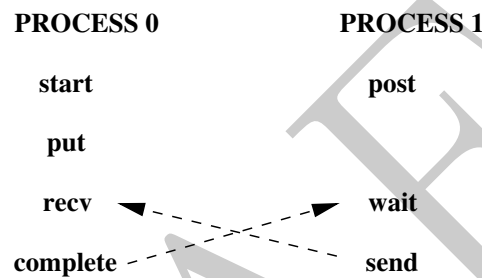 PROCESS 0 PROCESS 1
start post
put
recv wait
complete send